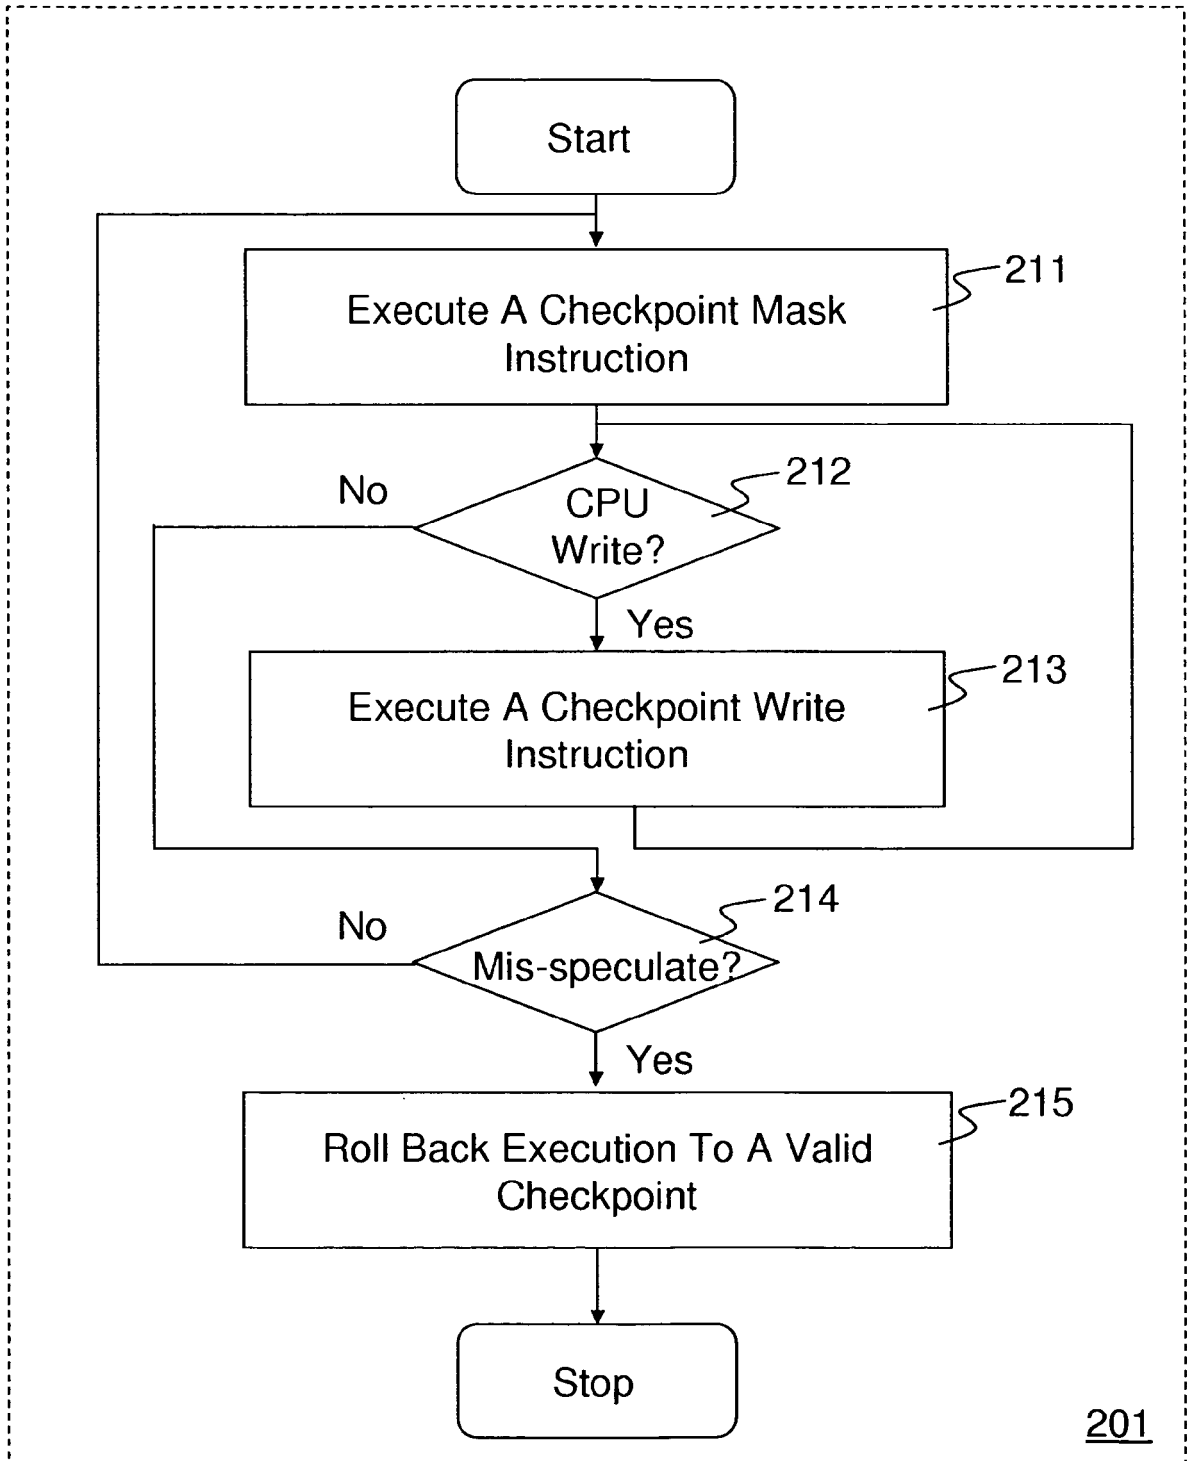 Start
211
Execute A Checkpoint Mask
Instruction
212
No
CPU
Write?
Yes
213
Execute A Checkpoint Write
Instruction
214
No
Mis-speculate?
Yes
215
Roll Back Execution To A Valid
Checkpoint
Stop
201